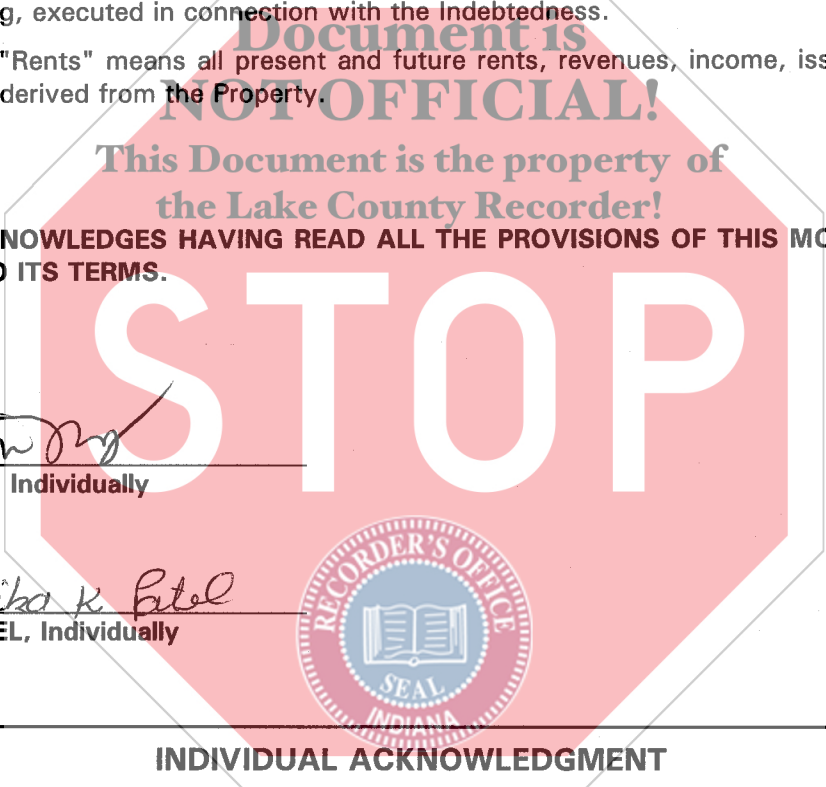 g, executed in connection with the Indebtedness.
Document is
"Rents" means all present and future rents, revenues, income, iss
derived from the Property.
NOT OFFICIAL!
This Document is the property of
the Lake County Recorder!
NOWLEDGES HAVING READ ALL THE PROVISIONS OF THIS MO
ITS TERMS.
STOP
Individually
K Patel
EL, Individually
RECORDER'S OFFICE
SEAL
INDIANA
INDIVIDUAL ACKNOWLEDGMENT